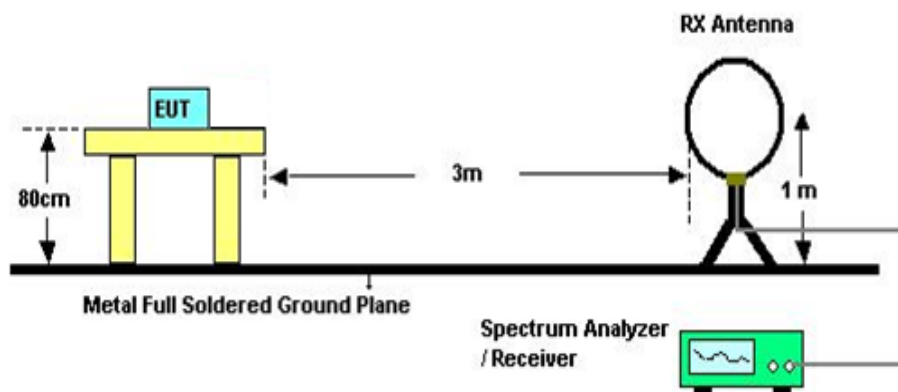 RX Antenna
EUT
80cm
3m
1 m
Metal Full Soldered Ground Plane
Spectrum Analyzer
/ Receiver